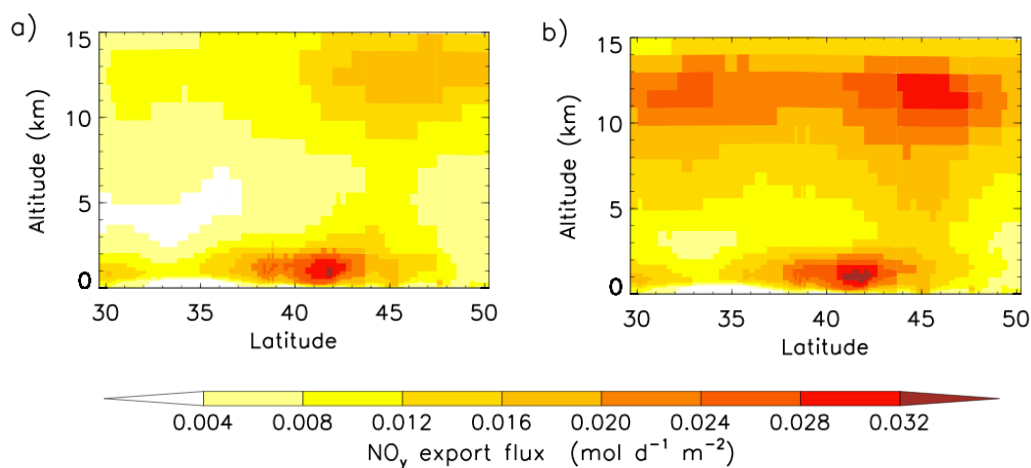 a)
15
10
5
0
Altitude (km)
30 35 40 45 50
Latitude
b)
15
10
5
0
Altitude (km)
30 35 40 45 50
Latitude
0.004 0.008 0.012 0.016 0.020 0.024 0.028 0.032
NOy export flux (mol d⁻¹ m⁻²)